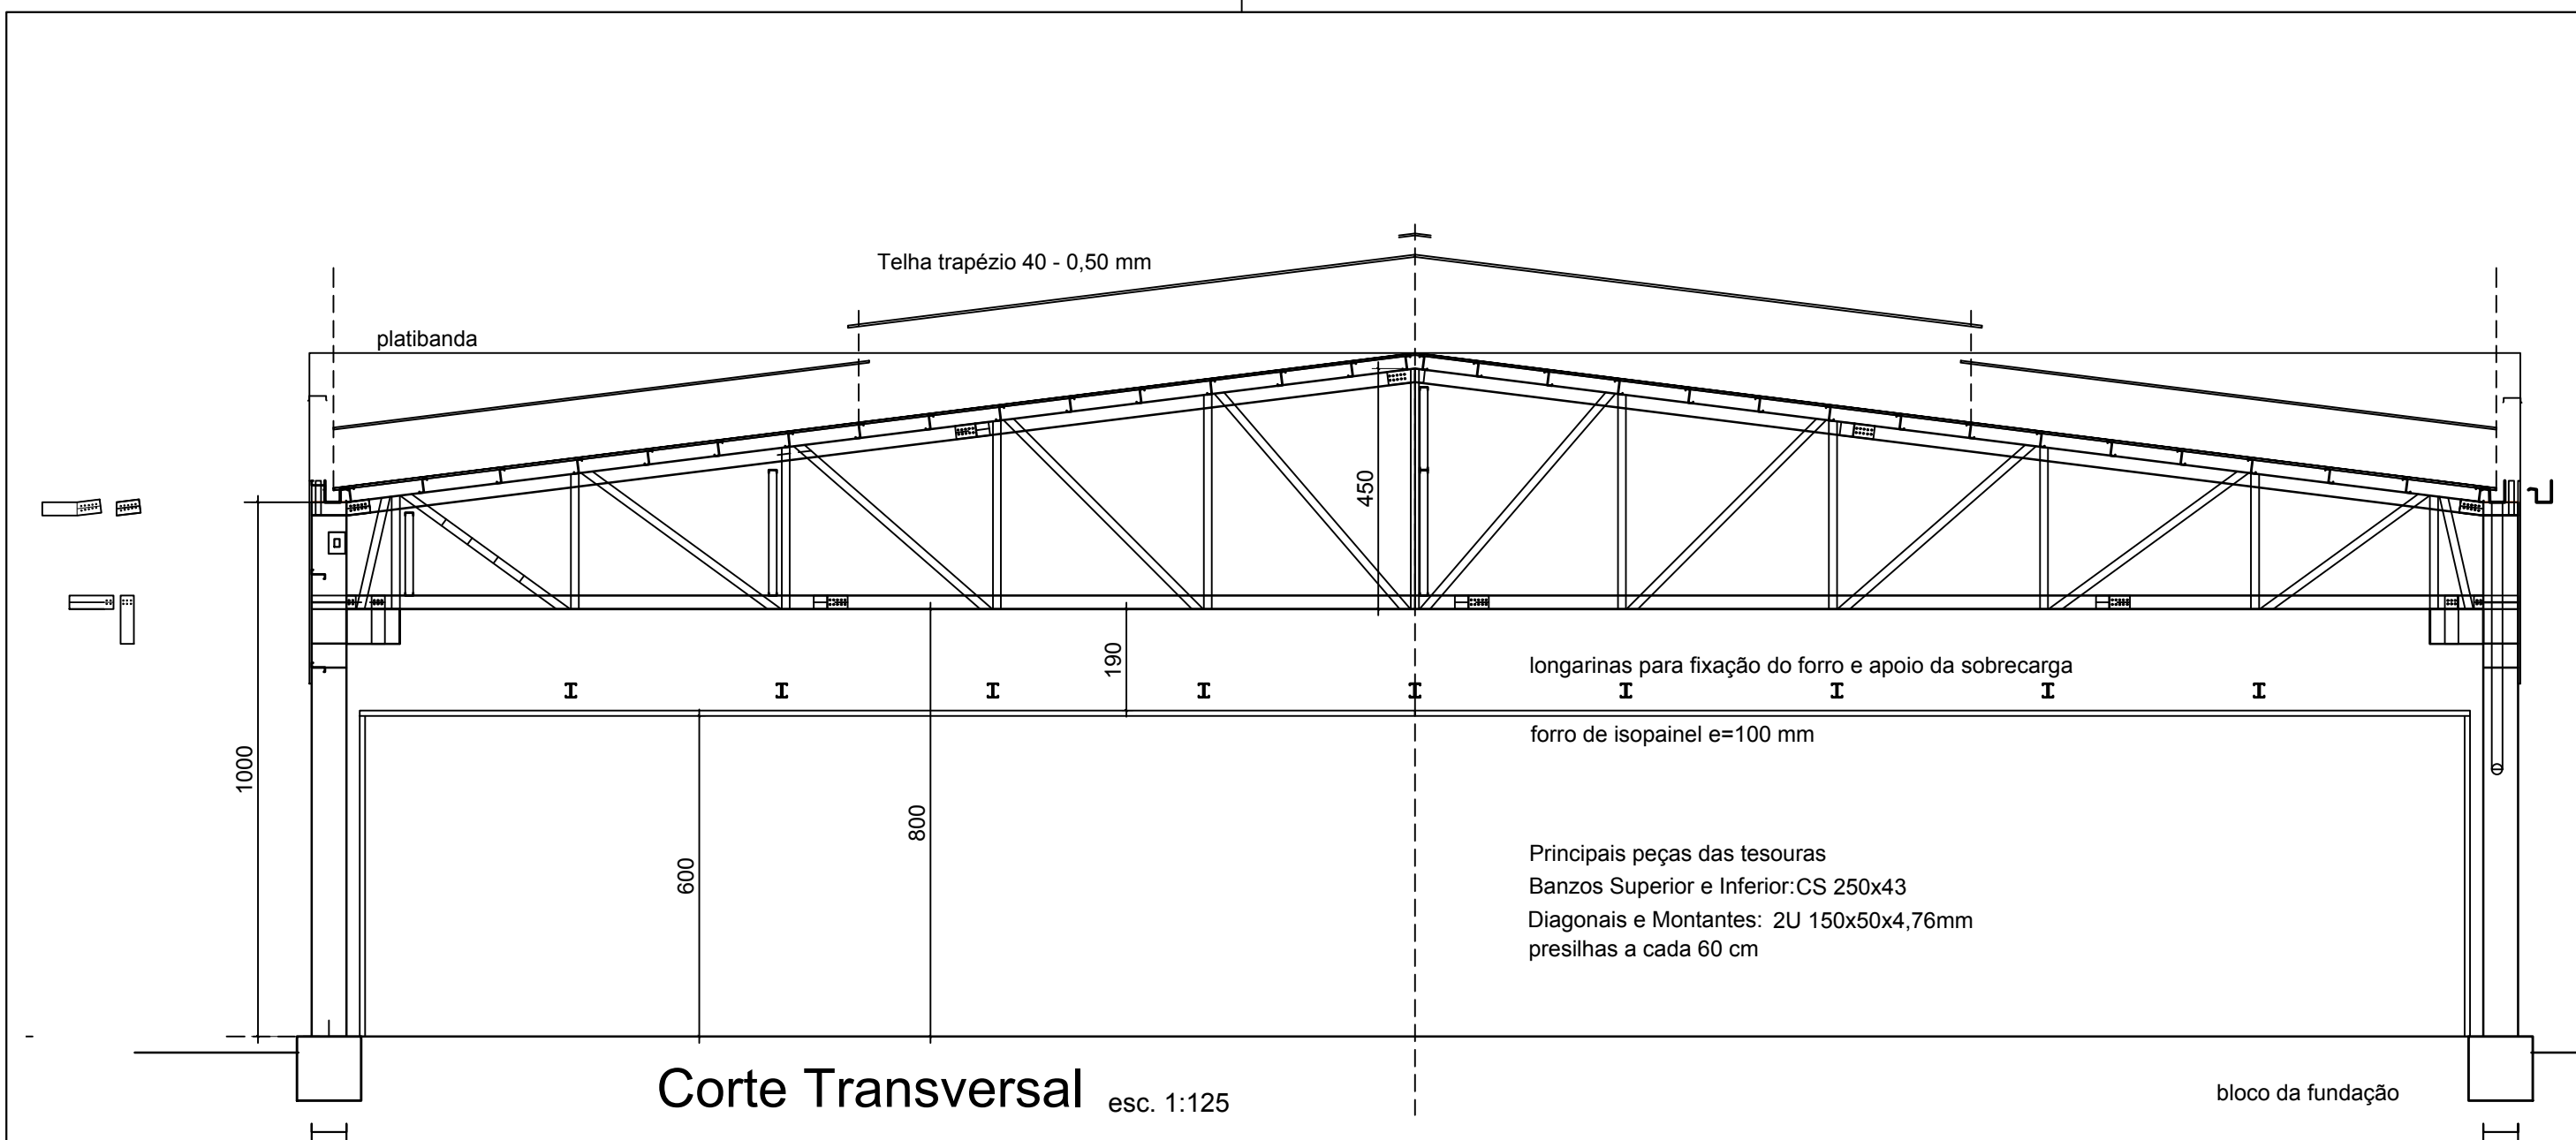 Telha trapézio 40 - 0,50 mm
platibanda
450
190
longarinas para fixação do forro e apoio da sobrecarga
forro de isopainel e=100 mm
1000
800
600
Principais peças das tesouras
Banzos Superior e Inferior:CS 250x43
Diagonais e Montantes: 2U 150x50x4,76mm
presilhas a cada 60 cm
Corte Transversal esc. 1:125
bloco da fundação